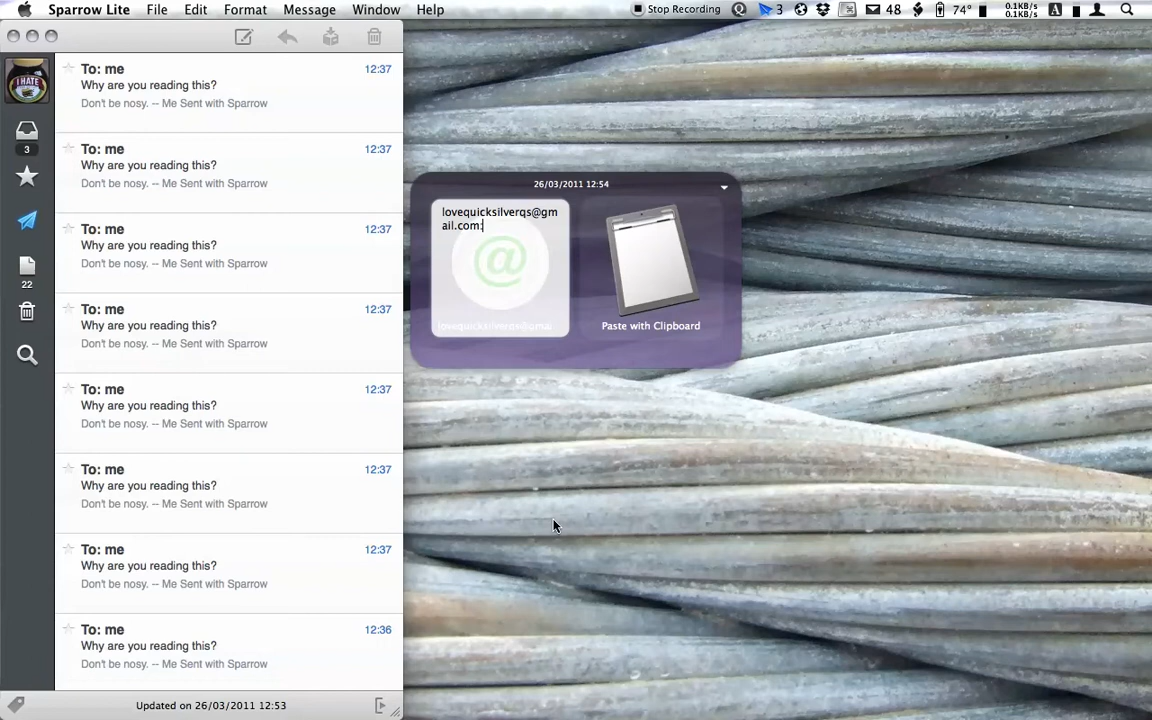 Sparrow Lite File Edit Format Message Window Help Stop Recording 3 48 74° 0.1KB/s
0.1KB/s
A
I HATE
To: me 12:37
Why are you reading this?
Don't be nosy. -- Me Sent with Sparrow
To: me 12:37
Why are you reading this?
Don't be nosy. -- Me Sent with Sparrow
To: me 12:37
Why are you reading this?
Don't be nosy. -- Me Sent with Sparrow
To: me 12:37
Why are you reading this?
Don't be nosy. -- Me Sent with Sparrow
To: me 12:37
Why are you reading this?
Don't be nosy. -- Me Sent with Sparrow
To: me 12:37
Why are you reading this?
Don't be nosy. -- Me Sent with Sparrow
To: me 12:37
Why are you reading this?
Don't be nosy. -- Me Sent with Sparrow
To: me 12:36
Why are you reading this?
Don't be nosy. -- Me Sent with Sparrow
3
22
Updated on 26/03/2011 12:53
26/03/2011 12:54
lovequicksilverqs@gm
ail.com:
@
lovequicksilverqs@gmai
Paste with Clipboard